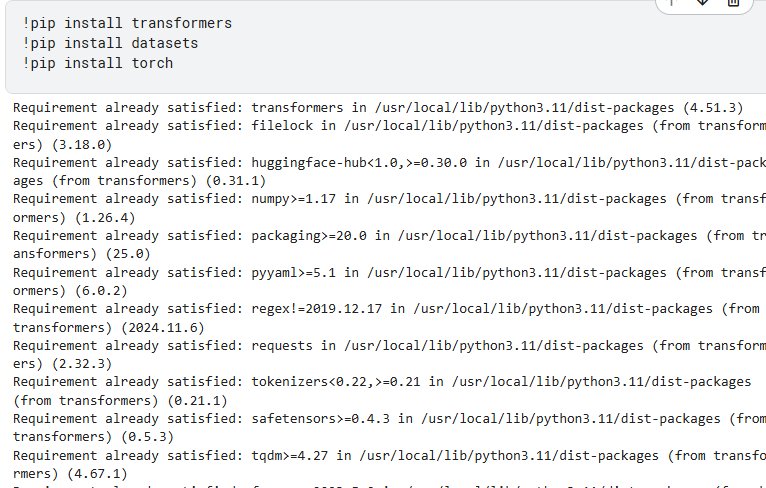 !pip install transformers
!pip install datasets
!pip install torch
Requirement already satisfied: transformers in /usr/local/lib/python3.11/dist-packages (4.51.3)
Requirement already satisfied: filelock in /usr/local/lib/python3.11/dist-packages (from transform
ers) (3.18.0)
Requirement already satisfied: huggingface-hub<1.0,>=0.30.0 in /usr/local/lib/python3.11/dist-pack
ages (from transformers) (0.31.1)
Requirement already satisfied: numpy>=1.17 in /usr/local/lib/python3.11/dist-packages (from transf
ormers) (1.26.4)
Requirement already satisfied: packaging>=20.0 in /usr/local/lib/python3.11/dist-packages (from tr
ansformers) (25.0)
Requirement already satisfied: pyyaml>=5.1 in /usr/local/lib/python3.11/dist-packages (from transf
ormers) (6.0.2)
Requirement already satisfied: regex!=2019.12.17 in /usr/local/lib/python3.11/dist-packages (from
transformers) (2024.11.6)
Requirement already satisfied: requests in /usr/local/lib/python3.11/dist-packages (from transform
ers) (2.32.3)
Requirement already satisfied: tokenizers<0.22,>=0.21 in /usr/local/lib/python3.11/dist-packages
(from transformers) (0.21.1)
Requirement already satisfied: safetensors>=0.4.3 in /usr/local/lib/python3.11/dist-packages (from
transformers) (0.5.3)
Requirement already satisfied: tqdm>=4.27 in /usr/local/lib/python3.11/dist-packages (from transfo
rmers) (4.67.1)